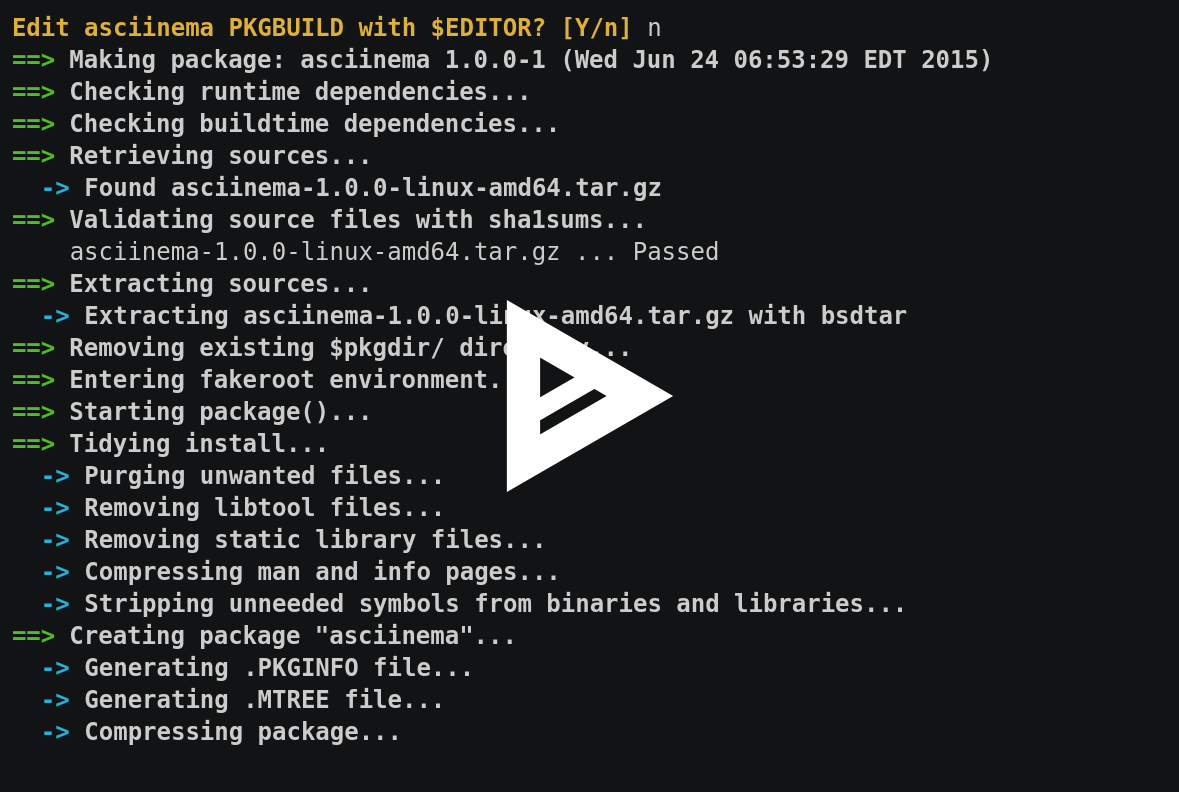 Edit asciinema PKGBUILD with $EDITOR? [Y/n] n
==> Making package: asciinema 1.0.0-1 (Wed Jun 24 06:53:29 EDT 2015)
==> Checking runtime dependencies...
==> Checking buildtime dependencies...
==> Retrieving sources...
  -> Found asciinema-1.0.0-linux-amd64.tar.gz
==> Validating source files with sha1sums...
    asciinema-1.0.0-linux-amd64.tar.gz ... Passed
==> Extracting sources...
  -> Extracting asciinema-1.0.0-linux-amd64.tar.gz with bsdtar
==> Removing existing $pkgdir/
==> Entering fakeroot environment.
==> Starting package()...
==> Tidying install...
  -> Purging unwanted files...
  -> Removing libtool files...
  -> Removing static library files...
  -> Compressing man and info pages...
  -> Stripping unneeded symbols from binaries and libraries...
==> Creating package "asciinema"...
  -> Generating .PKGINFO file...
  -> Generating .MTREE file...
  -> Compressing package...